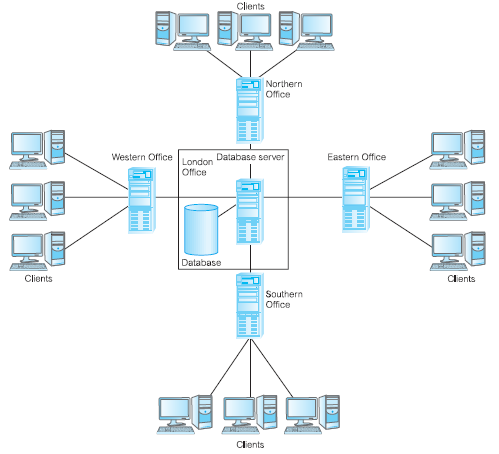 Clients
Northern
Office
Western Office
London
Office
Database server
Eastern Office
Database
Clients
Clients
Southern
Office
Clients